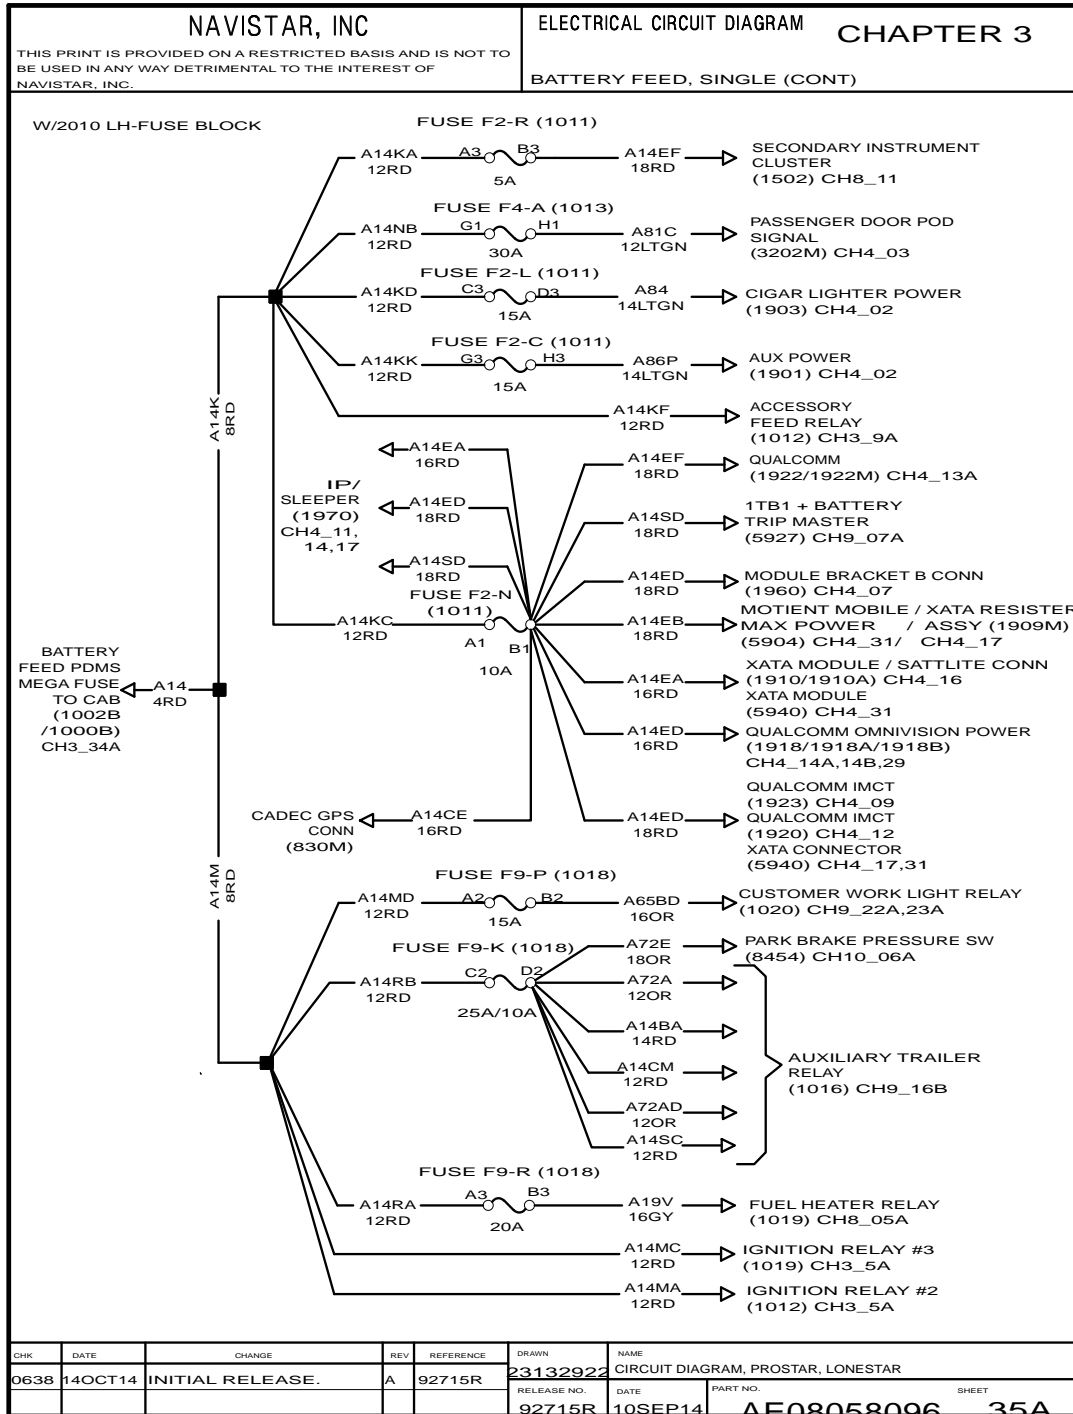 NAVISTAR, INC
THIS PRINT IS PROVIDED ON A RESTRICTED BASIS AND IS NOT TO
BE USED IN ANY WAY DETRIMENTAL TO THE INTEREST OF
NAVISTAR, INC.
ELECTRICAL CIRCUIT DIAGRAM
CHAPTER 3
BATTERY FEED, SINGLE (CONT)
W/2010 LH-FUSE BLOCK
FUSE F2-R (1011)
A14KA
12RD
A3
B3
5A
A14EF
18RD
SECONDARY INSTRUMENT
CLUSTER
(1502) CH8_11
FUSE F4-A (1013)
A14NB
12RD
G1
H1
30A
A81C
12LTGN
PASSENGER DOOR POD
SIGNAL
(3202M) CH4_03
FUSE F2-L (1011)
A14KD
12RD
C3
D3
15A
A84
14LTGN
CIGAR LIGHTER POWER
(1903) CH4_02
FUSE F2-C (1011)
A14KK
12RD
G3
H3
15A
A86P
14LTGN
AUX POWER
(1901) CH4_02
A14KF
12RD
ACCESSORY
FEED RELAY
(1012) CH3_9A
A14K
8RD
IP/
SLEEPER
(1970)
CH4_11,
14,17
A14EA
16RD
A14ED
18RD
A14SD
18RD
FUSE F2-N
(1011)
A14KC
12RD
A1
B1
10A
A14EF
18RD
QUALCOMM
(1922/1922M) CH4_13A
A14SD
18RD
1TB1 + BATTERY
TRIP MASTER
(5927) CH9_07A
A14ED
18RD
MODULE BRACKET B CONN
(1960) CH4_07
A14EB
18RD
MOTIENT MOBILE / XATA RESISTER
MAX POWER / ASSY (1909M)
(5904) CH4_31/ CH4_17
A14EA
16RD
XATA MODULE / SATTLITE CONN
(1910/1910A) CH4_16
XATA MODULE
(5940) CH4_31
A14ED
16RD
QUALCOMM OMNIVISION POWER
(1918/1918A/1918B)
CH4_14A,14B,29
A14ED
18RD
QUALCOMM IMCT
(1923) CH4_09
QUALCOMM IMCT
(1920) CH4_12
XATA CONNECTOR
(5940) CH4_17,31
BATTERY
FEED PDMS
MEGA FUSE
TO CAB
(1002B
/1000B)
CH3_34A
A14
4RD
CADEC GPS
CONN
(830M)
A14CE
16RD
A14M
8RD
FUSE F9-P (1018)
A14MD
12RD
A2
B2
15A
A65BD
16OR
CUSTOMER WORK LIGHT RELAY
(1020) CH9_22A,23A
FUSE F9-K (1018)
A14RB
12RD
C2
D2
25A/10A
A72E
18OR
PARK BRAKE PRESSURE SW
(8454) CH10_06A
A72A
12OR
A14BA
14RD
A14CM
12RD
A72AD
12OR
A14SC
12RD
AUXILIARY TRAILER
RELAY
(1016) CH9_16B
FUSE F9-R (1018)
A14RA
12RD
A3
B3
20A
A19V
16GY
FUEL HEATER RELAY
(1019) CH8_05A
A14MC
12RD
IGNITION RELAY #3
(1019) CH3_5A
A14MA
12RD
IGNITION RELAY #2
(1012) CH3_5A
CHK DATE CHANGE REV REFERENCE
0638 14OCT14 INITIAL RELEASE. A 92715R
DRAWN
23132922
NAME
CIRCUIT DIAGRAM, PROSTAR, LONESTAR
RELEASE NO.
92715R
DATE
10SEP14
PART NO.
AE08058096
SHEET
35A